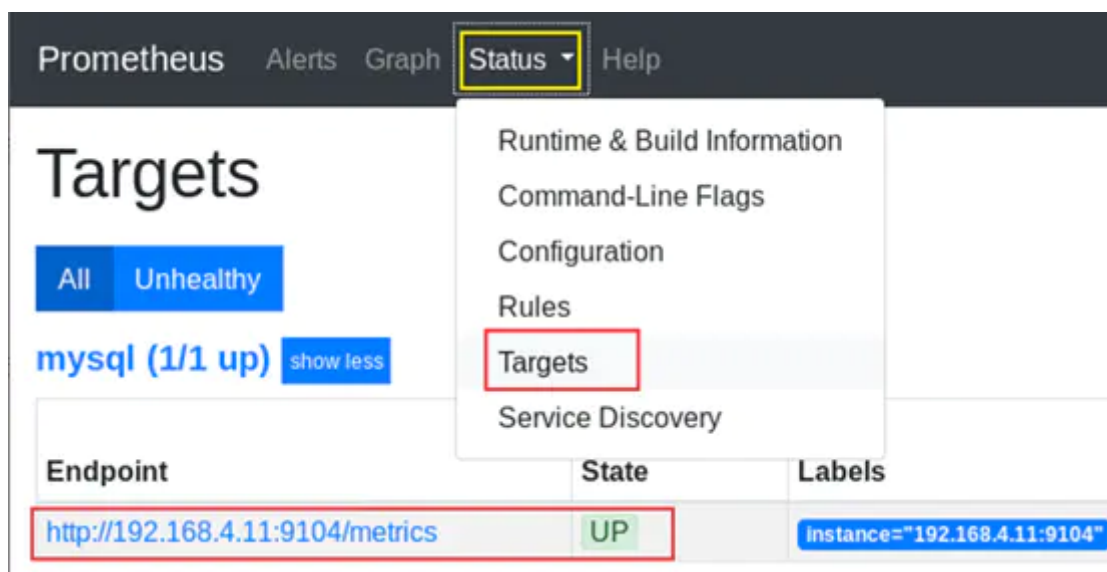 Prometheus Alerts Graph Status Help
Runtime & Build Information
Targets
Command-Line Flags
Configuration
All Unhealthy
Rules
mysql (1/1 up) show less
Targets
Service Discovery
Endpoint State Labels
http://192.168.4.11:9104/metrics UP instance="192.168.4.11:9104"